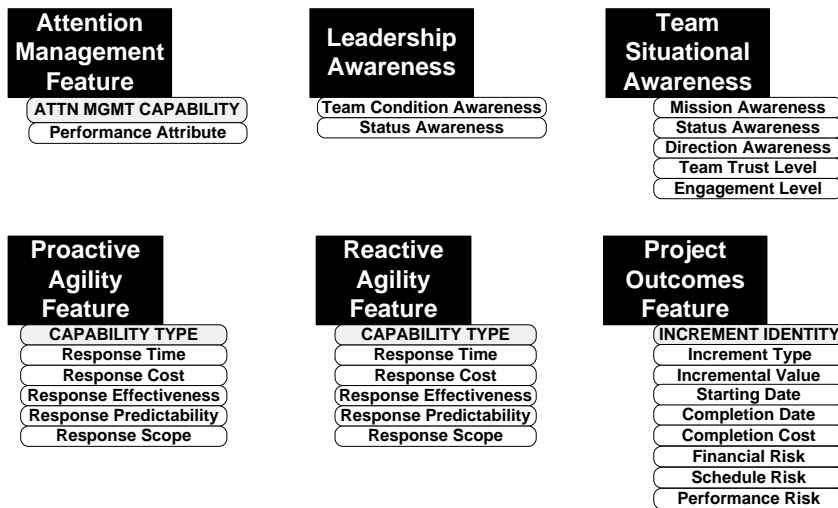 Attention
Management
Feature
ATTN MGMT CAPABILITY
Performance Attribute
Leadership
Awareness
Team Condition Awareness
Status Awareness
Team
Situational
Awareness
Mission Awareness
Status Awareness
Direction Awareness
Team Trust Level
Engagement Level
Proactive
Agility
Feature
CAPABILITY TYPE
Response Time
Response Cost
Response Effectiveness
Response Predictability
Response Scope
Reactive
Agility
Feature
CAPABILITY TYPE
Response Time
Response Cost
Response Effectiveness
Response Predictability
Response Scope
Project
Outcomes
Feature
INCREMENT IDENTITY
Increment Type
Incremental Value
Starting Date
Completion Date
Completion Cost
Financial Risk
Schedule Risk
Performance Risk